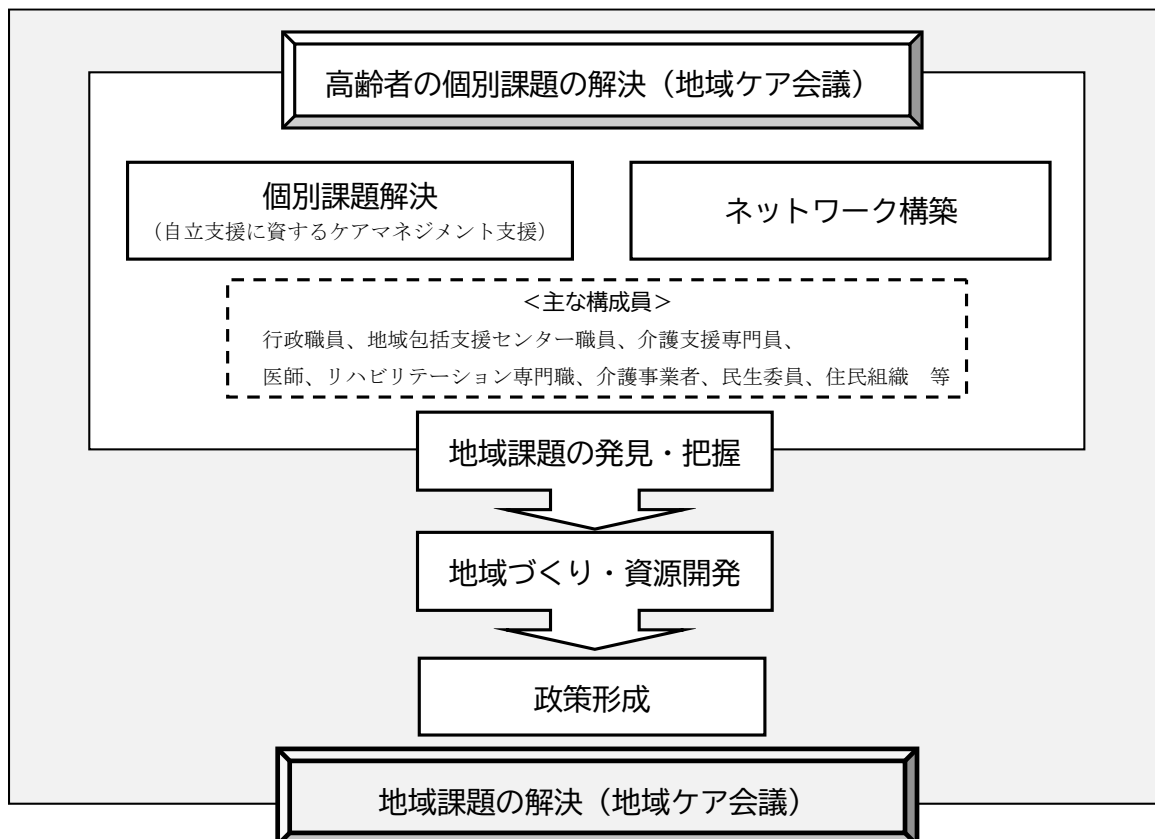 高齢者の個別課題の解決（地域ケア会議）
個別課題解決
（自立支援に資するケアマネジメント支援）
ネットワーク構築
＜主な構成員＞
行政職員、地域包括支援センター職員、介護支援専門員、
医師、リハビリテーション専門職、介護事業者、民生委員、住民組織　等
地域課題の発見・把握
地域づくり・資源開発
政策形成
地域課題の解決（地域ケア会議）